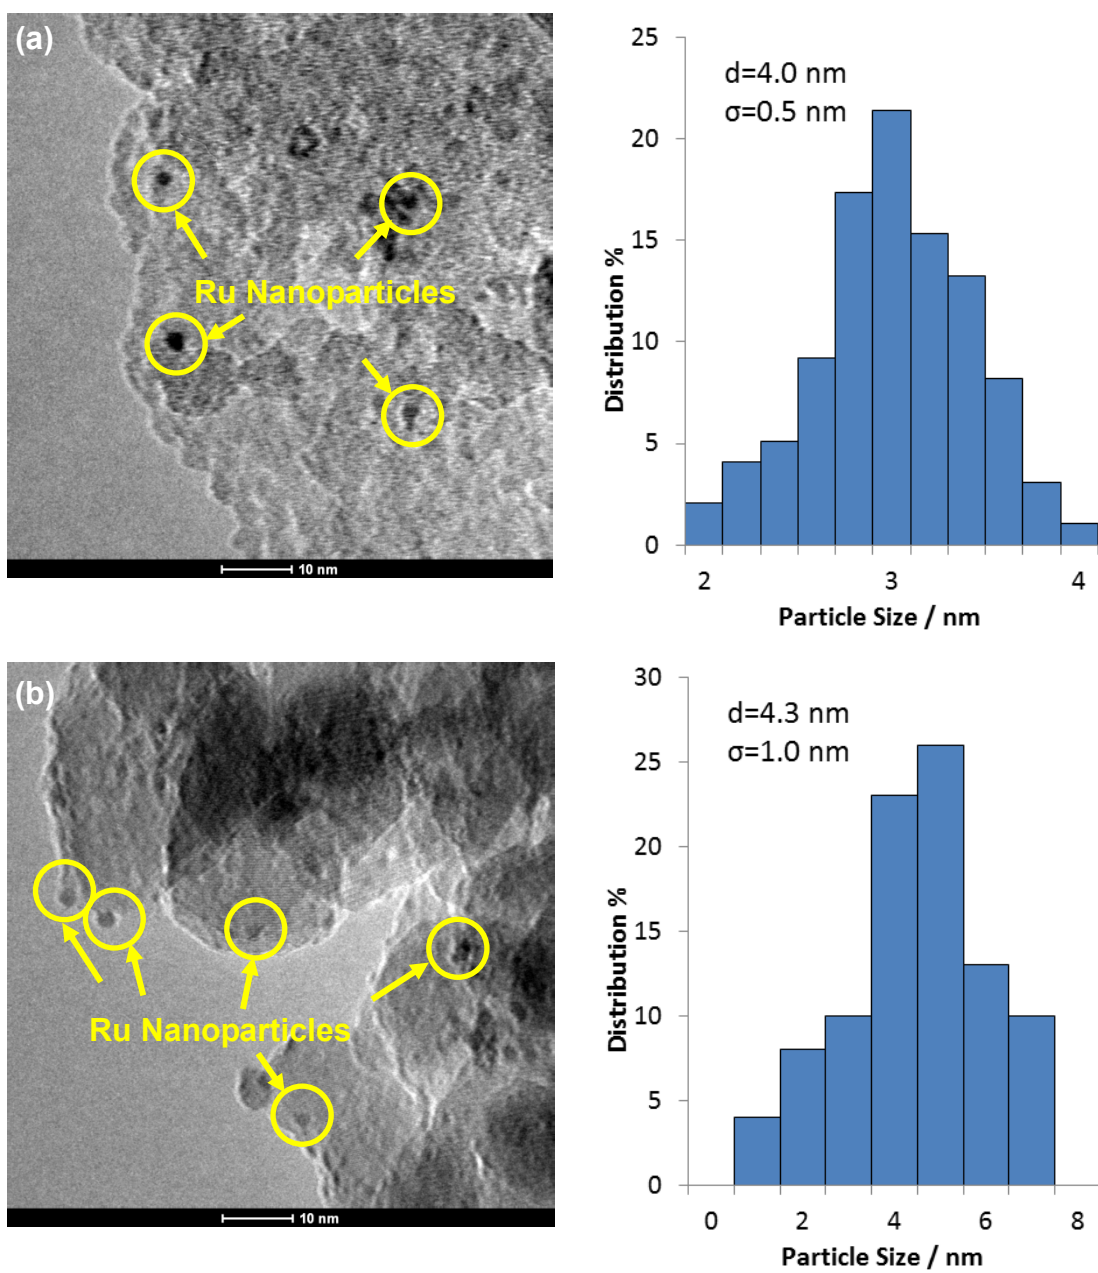 (a)
Ru Nanoparticles
10 nm
d=4.0 nm
σ=0.5 nm
25
20
15
10
5
0
Distribution %
2 3 4
Particle Size / nm
(b)
Ru Nanoparticles
10 nm
d=4.3 nm
σ=1.0 nm
30
25
20
15
10
5
0
Distribution %
0 2 4 6 8
Particle Size / nm